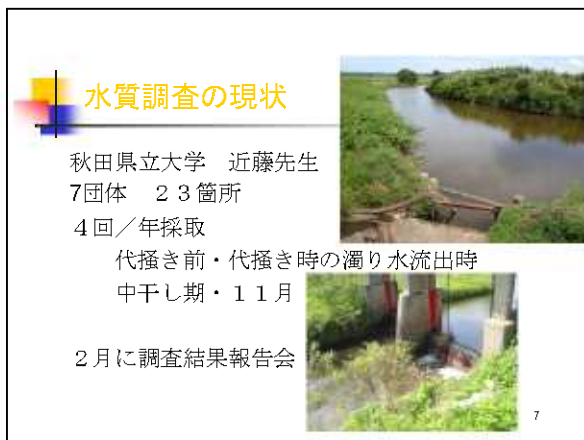 水質調査の現状
秋田県立大学　近藤先生
7団体　２３箇所
４回／年採取
代掻き前・代掻き時の濁り水流出時
中干し期・１１月
２月に調査結果報告会
7